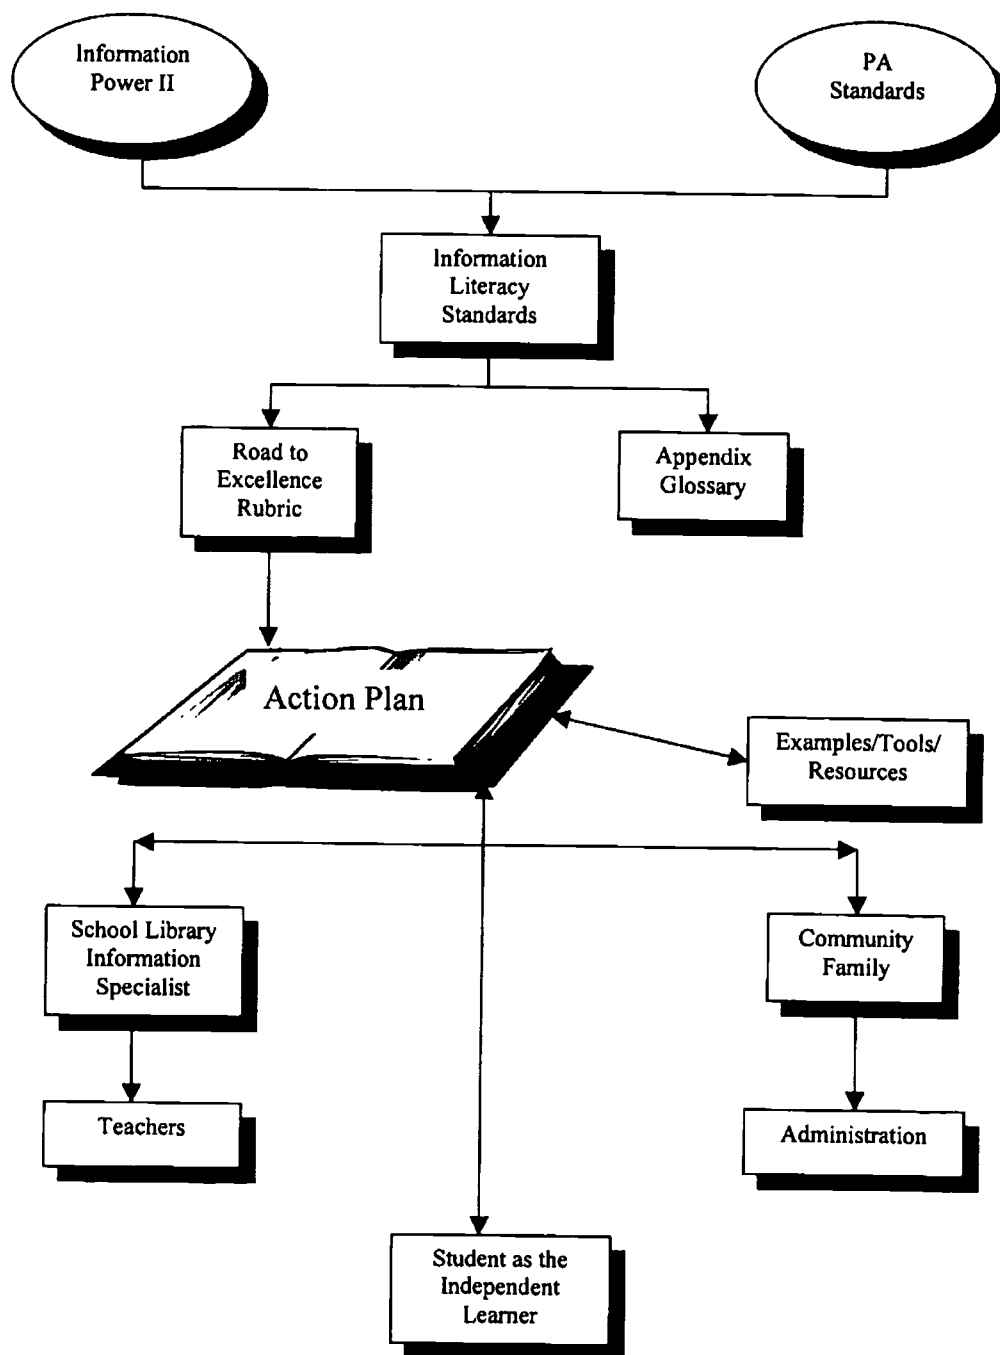 Information
Power II
PA
Standards
Information
Literacy
Standards
Road to
Excellence
Rubric
Appendix
Glossary
Action Plan
Examples/Tools/
Resources
School Library
Information
Specialist
Community
Family
Teachers
Administration
Student as the
Independent
Learner